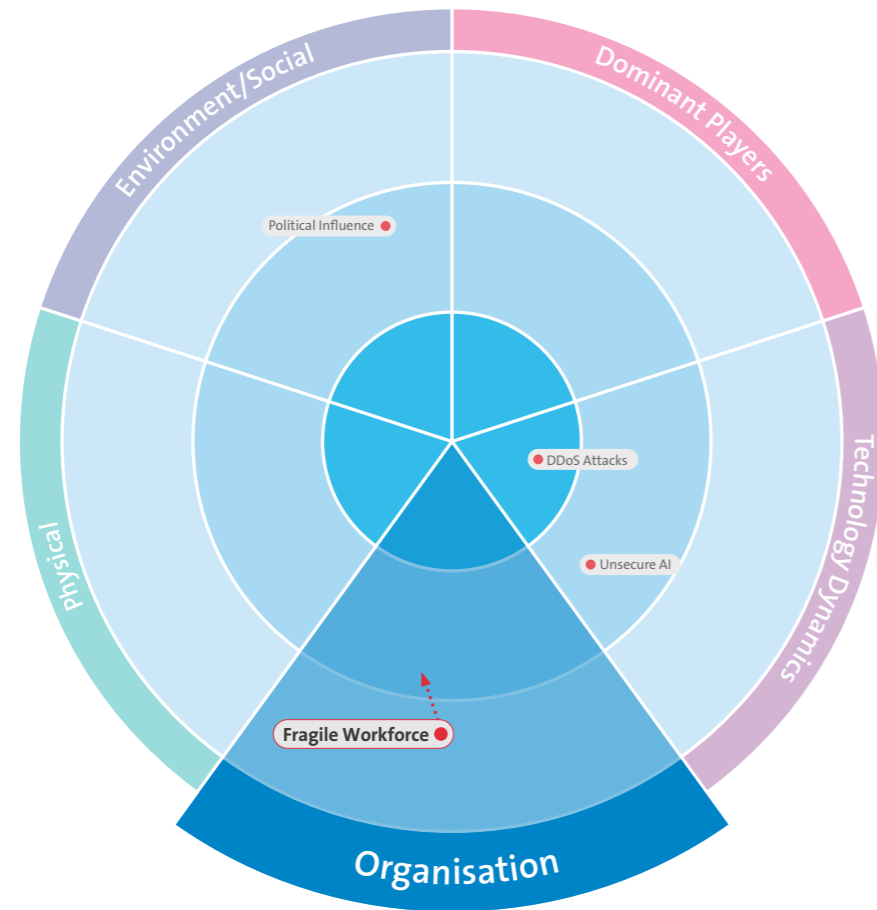 Environment/Social
Dominant Players
Political Influence
DDoS Attacks
Technology Dynamics
Physical
Unsecure AI
Fragile Workforce
Organisation